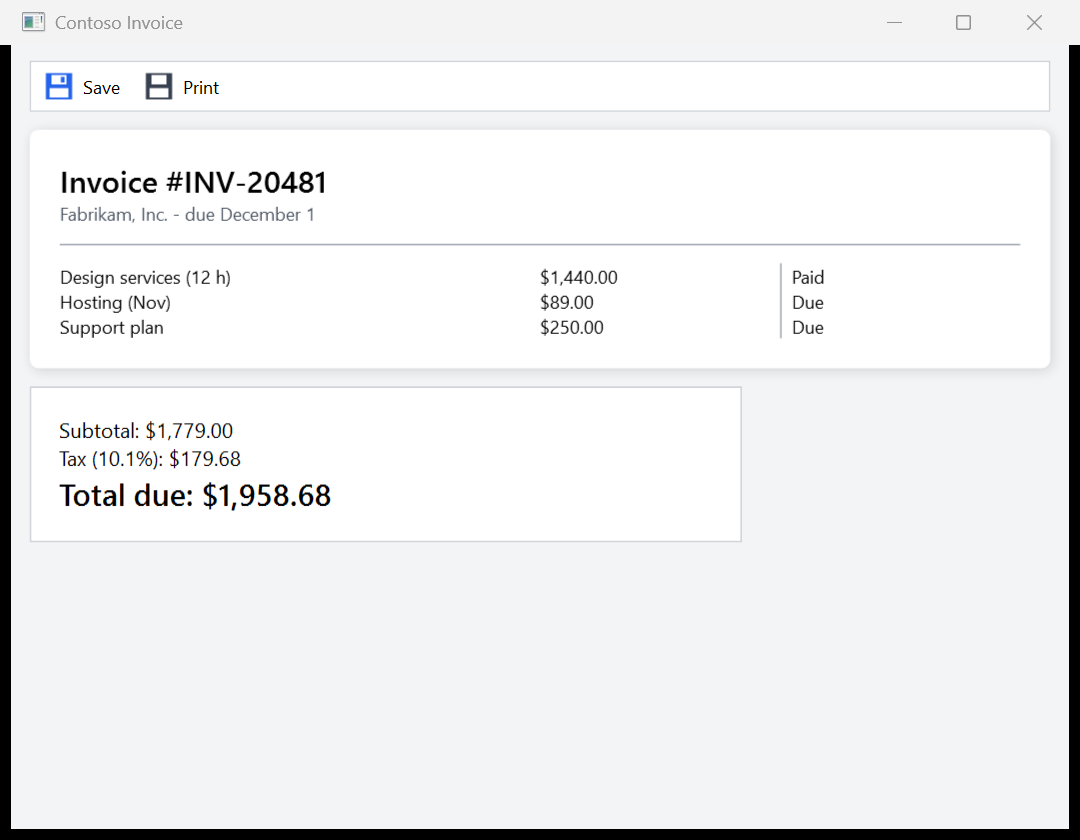 Contoso Invoice
Save Print
Invoice #INV-20481
Fabrikam, Inc. - due December 1
Design services (12 h) $1,440.00 Paid
Hosting (Nov) $89.00 Due
Support plan $250.00 Due
Subtotal: $1,779.00
Tax (10.1%): $179.68
Total due: $1,958.68